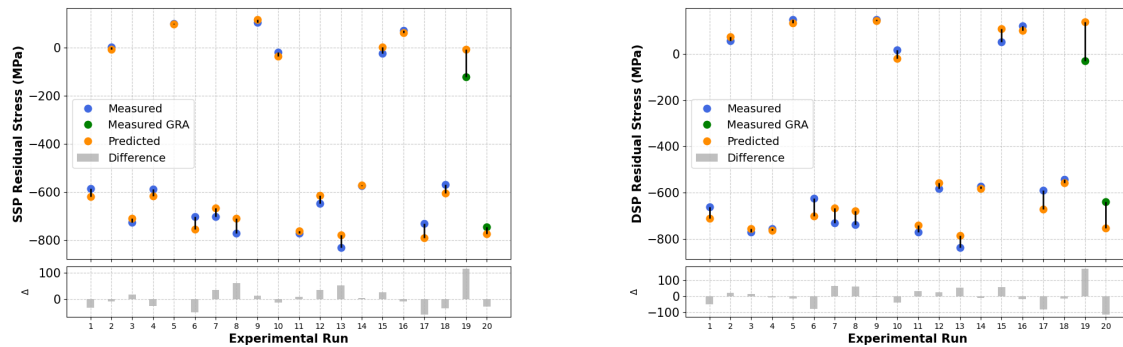 SSP Residual Stress (MPa)
0
−200
−400
−600
−800
Measured
Measured GRA
Predicted
Difference
Δ
100
0
1 2 3 4 5 6 7 8 9 10 11 12 13 14 15 16 17 18 19 20
Experimental Run
DSP Residual Stress (MPa)
0
−200
−400
−600
−800
Measured
Measured GRA
Predicted
Difference
Δ
100
0
−100
1 2 3 4 5 6 7 8 9 10 11 12 13 14 15 16 17 18 19 20
Experimental Run